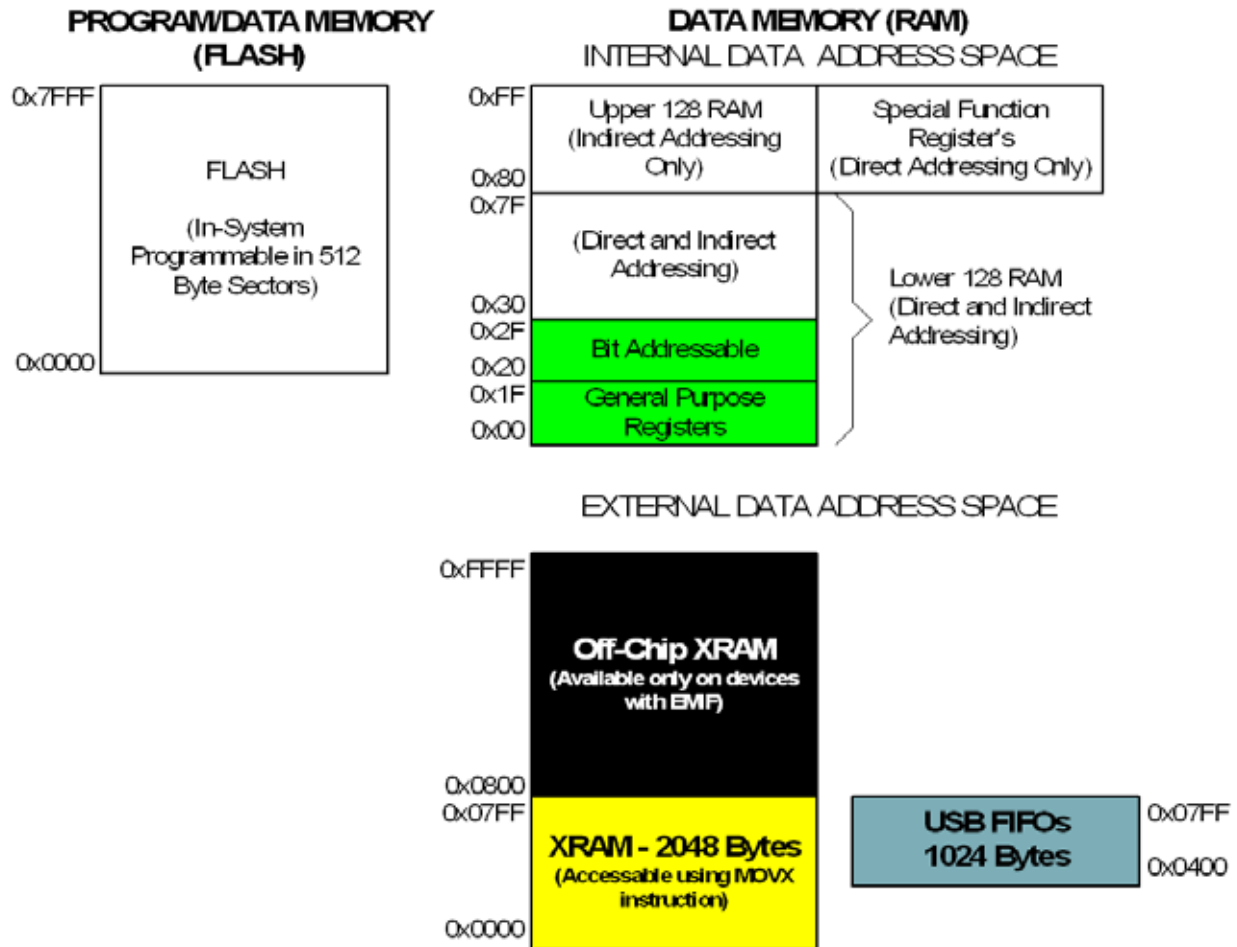 PROGRAM/DATA MEMORY
(FLASH)
0x7FFF
FLASH
(In-System
Programmable in 512
Byte Sectors)
0x0000
DATA MEMORY (RAM)
INTERNAL DATA ADDRESS SPACE
0xFF
Upper 128 RAM
(Indirect Addressing
Only)
0x80
Special Function
Register's
(Direct Addressing Only)
0x7F
(Direct and Indirect
Addressing)
0x30
Lower 128 RAM
(Direct and Indirect
Addressing)
0x2F
Bit Addressable
0x20
0x1F
General Purpose
Registers
0x00
EXTERNAL DATA ADDRESS SPACE
0xFFFF
Off-Chip XRAM
(Available only on devices
with EMIF)
0x0800
0x07FF
XRAM - 2048 Bytes
(Accessable using MOVX
instruction)
0x0000
USB FIFOs
1024 Bytes
0x07FF
0x0400